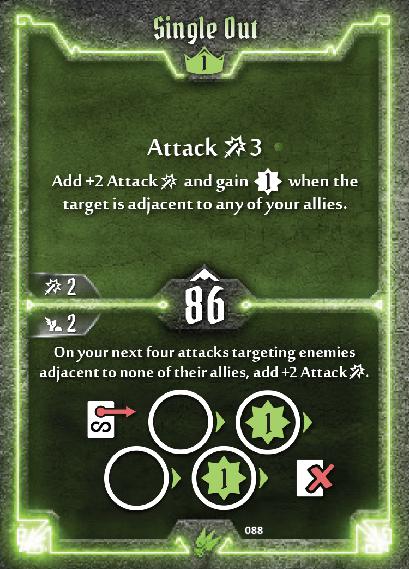 Single Out
1
Attack 3
Add +2 Attack and gain 1 when the
target is adjacent to any of your allies.
2
86
2
On your next four attacks targeting enemies
adjacent to none of their allies, add +2 Attack.
S 1
1
088